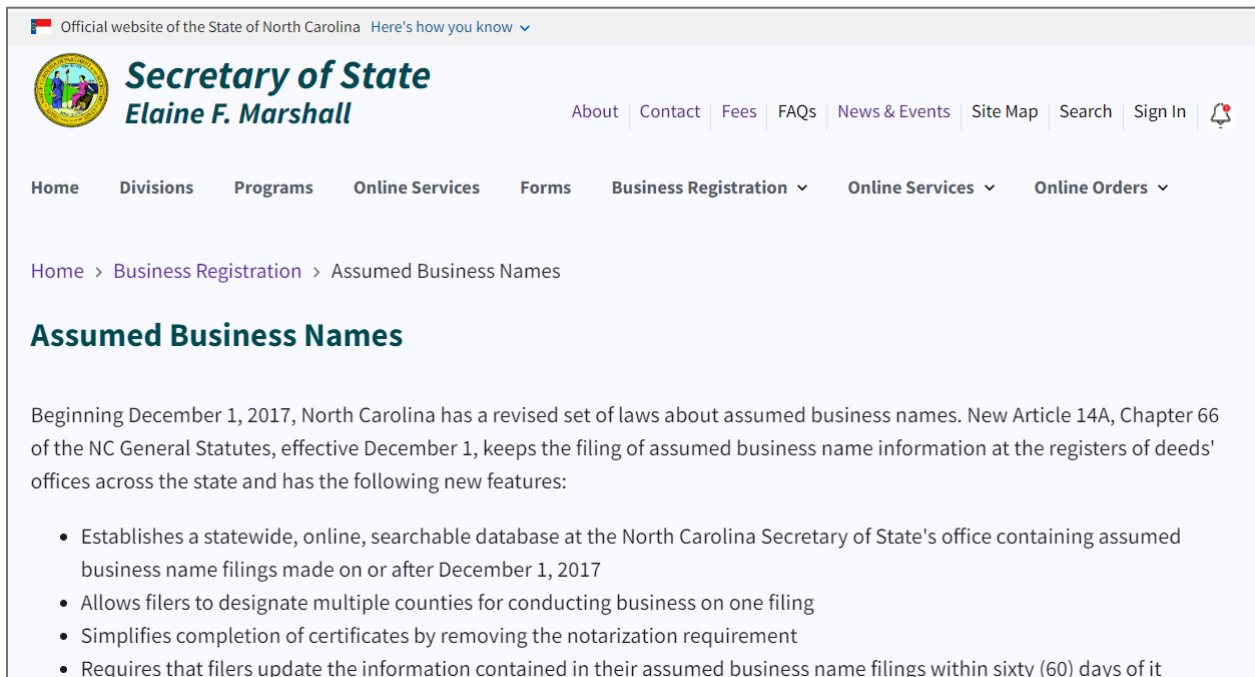 Official website of the State of North Carolina Here's how you know
Secretary of State
Elaine F. Marshall
About Contact Fees FAQs News & Events Site Map Search Sign In
Home Divisions Programs Online Services Forms Business Registration Online Services Online Orders
Home > Business Registration > Assumed Business Names
Assumed Business Names
Beginning December 1, 2017, North Carolina has a revised set of laws about assumed business names. New Article 14A, Chapter 66
of the NC General Statutes, effective December 1, keeps the filing of assumed business name information at the registers of deeds'
offices across the state and has the following new features:
• Establishes a statewide, online, searchable database at the North Carolina Secretary of State's office containing assumed
business name filings made on or after December 1, 2017
• Allows filers to designate multiple counties for conducting business on one filing
• Simplifies completion of certificates by removing the notarization requirement
• Requires that filers update the information contained in their assumed business name filings within sixty (60) days of it